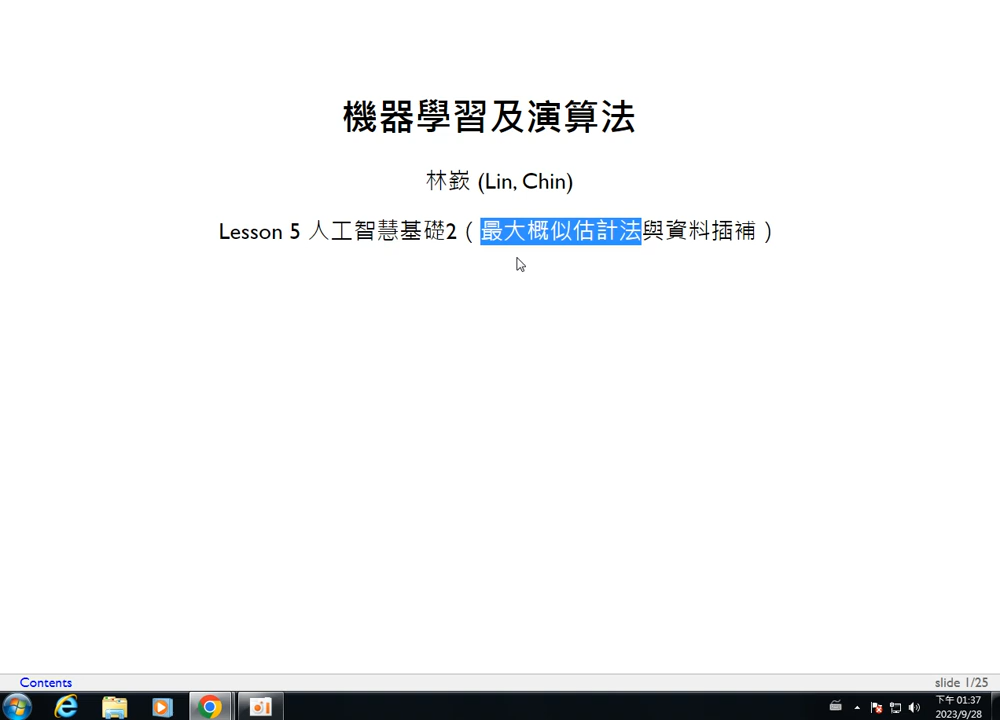 機器學習及演算法
林嶔 (Lin, Chin)
Lesson 5 人工智慧基礎2（最大概似估計法與資料插補）
Contents
slide 1/25
下午 01:37
2023/9/28